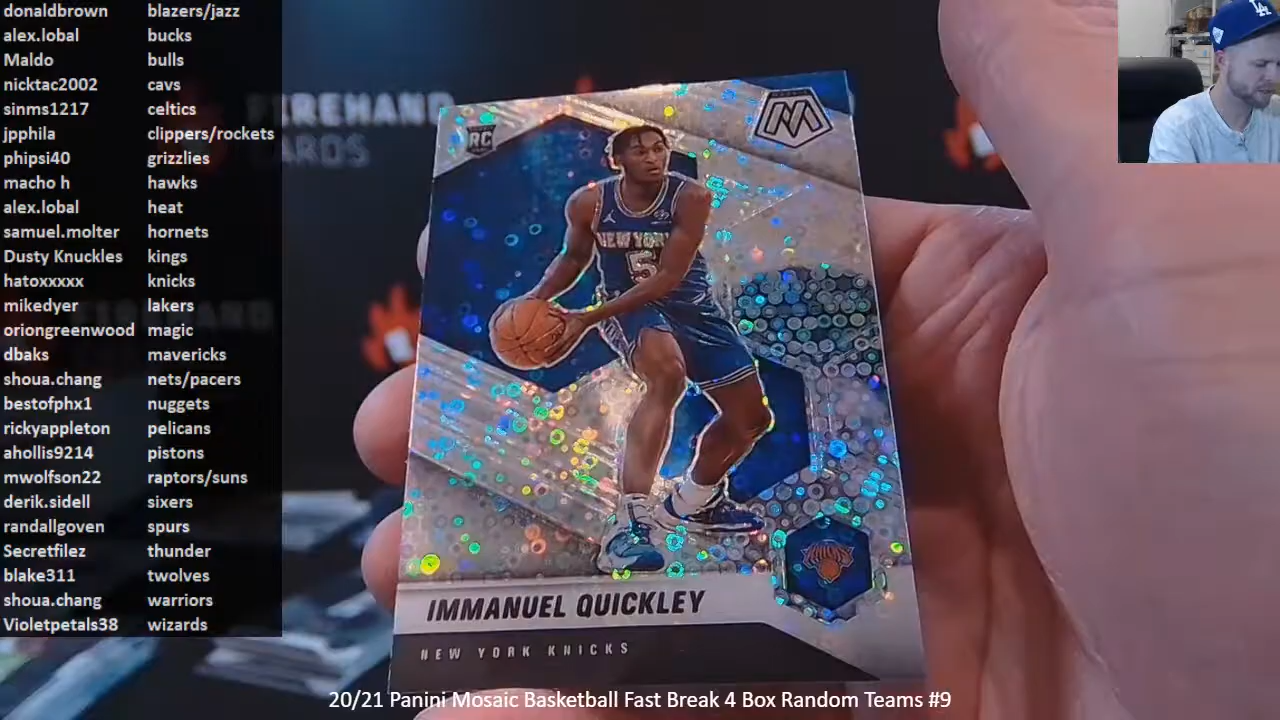 donaldbrown blazers/jazz
alex.lobal bucks
Maldo bulls
nicktac2002 cavs
sinms1217 celtics
jpphila clippers/rockets
phipsi40 grizzlies
macho h hawks
alex.lobal heat
samuel.molter hornets
Dusty Knuckles kings
hatoxxxxx knicks
mikedyer lakers
oriongreenwood magic
dbaks mavericks
shoua.chang nets/pacers
bestofphx1 nuggets
rickyappleton pelicans
ahollis9214 pistons
mwolfson22 raptors/suns
derik.sidell sixers
randallgoven spurs
Secretfilez thunder
blake311 twolves
shoua.chang warriors
Violetpetals38 wizards
FIREHAND
CARDS
LA
RC
M
NEW YORK
5
KNICKS
IMMANUEL QUICKLEY
NEW YORK KNICKS
20/21 Panini Mosaic Basketball Fast Break 4 Box Random Teams #9